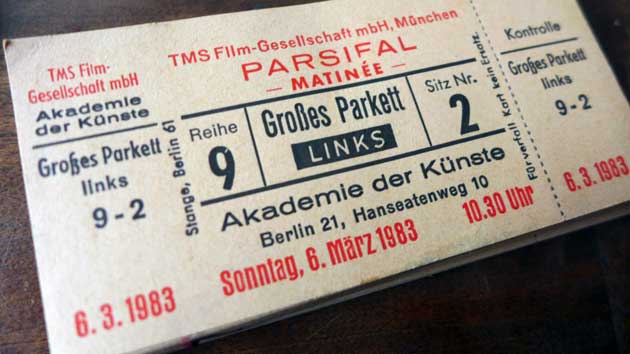 TMS Film-
Gesellschaft mbH
Akademie
der Künste
Großes Parkett
links
9-2
6.3.1983
Stange, Berlin 61
TMS Film-Gesellschaft mbH, München
PARSIFAL
– MATINÉE –
Reihe
9
Großes Parkett
LINKS
Sitz Nr.
2
Akademie der Künste
Berlin 21, Hanseatenweg 10
Sonntag, 6. März 1983
10.30 Uhr
Für verfall. Kart. kein Ersatz.
Kontrolle
Großes Parkett
links
9-2
6.3.1983